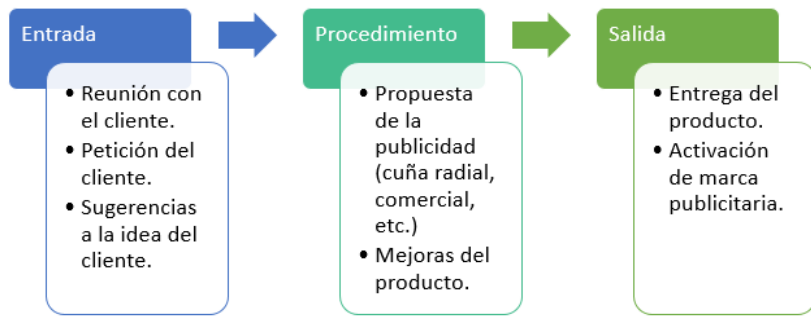 Entrada
• Reunión con
el cliente.
• Petición del
cliente.
• Sugerencias
a la idea del
cliente.
Procedimiento
• Propuesta
de la
publicidad
(cuña radial,
comercial,
etc.)
• Mejoras del
producto.
Salida
• Entrega del
producto.
• Activación
de marca
publicitaria.